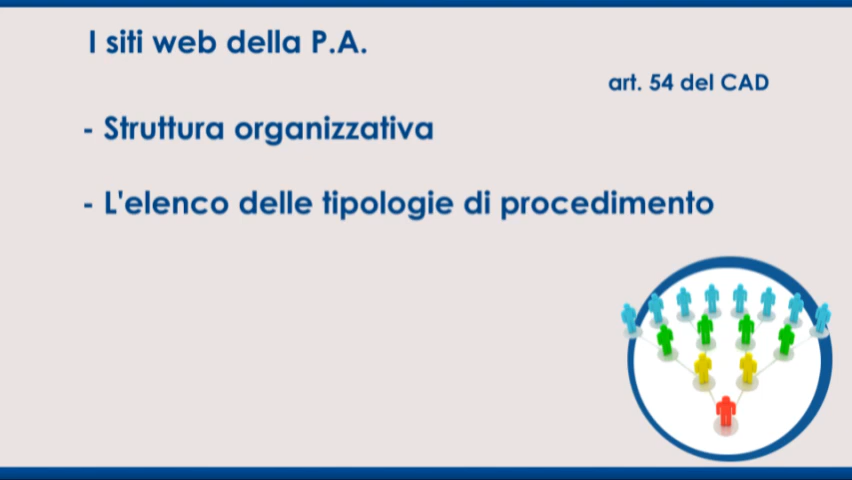 I siti web della P.A.
art. 54 del CAD
- Struttura organizzativa
- L'elenco delle tipologie di procedimento